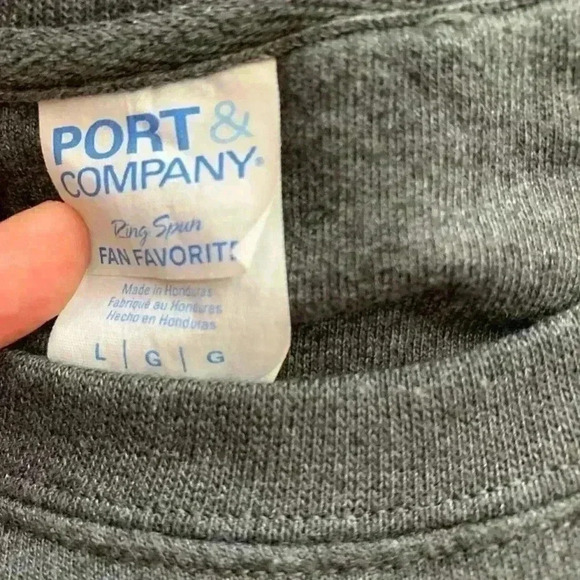 PORT &
COMPANY®
Ring Spun
FAN FAVORITE
Made in Honduras
Fabriqué au Honduras
Hecho en Honduras
L | G | G